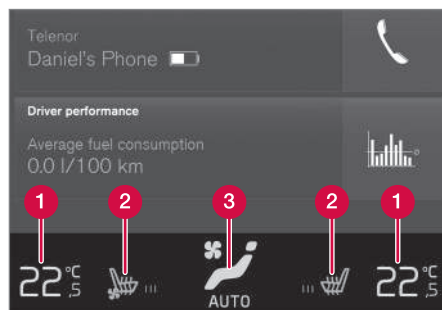 Telenor
Daniel's Phone
Driver performance
Average fuel consumption
0.0 l/100 km
1 2 3 2 1
22°C,5 22°C,5
AUTO